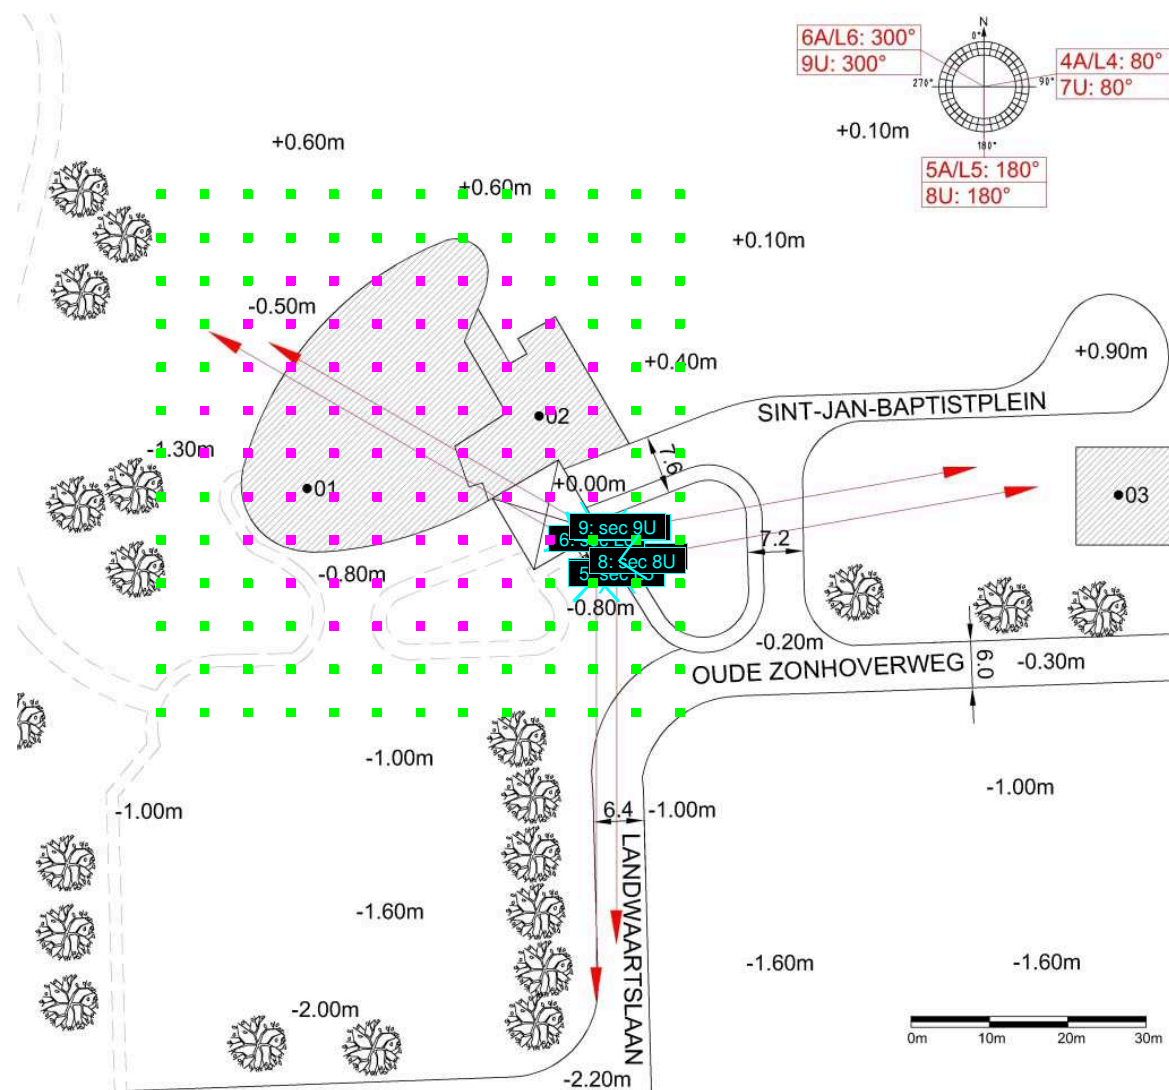 6A/L6: 300°
9U: 300°
N
0°
4A/L4: 80°
7U: 80°
270°
90°
180°
5A/L5: 180°
8U: 180°
+0.10m
+0.60m
+0.60m
+0.10m
-0.50m
+0.40m
+0.90m
SINT-JAN-BAPTISTPLEIN
02
-1.30m
7.6
01
+0.00m
03
9: sec 9U
7.2
8: sec 8U
-0.80m
-0.80m
-0.20m
OUDE ZONHOVERWEG
6.0
-0.30m
-1.00m
-1.00m
-1.00m
6.4
-1.00m
LANDWAARTSLAAN
-1.60m
-1.60m
-1.60m
-2.00m
0m
10m
20m
30m
-2.20m